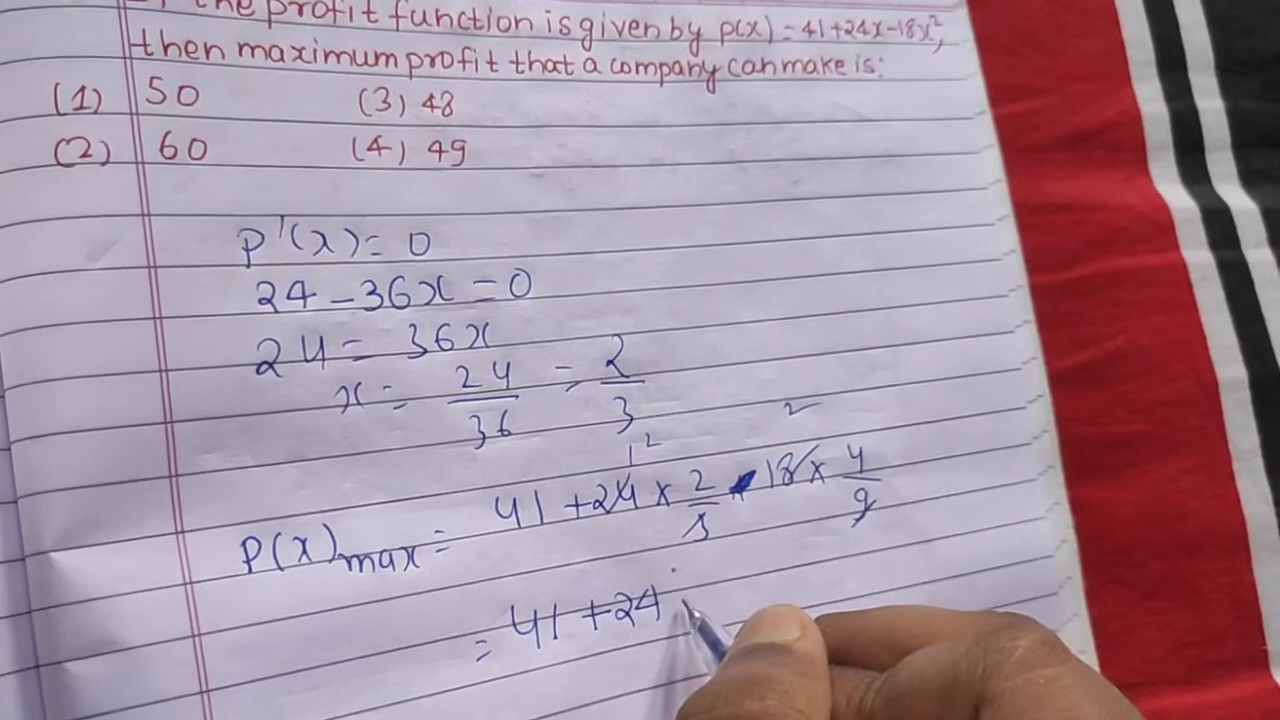 the profit function is given by p(x) = 41+24x-18x²,
then maximum profit that a company can make is:
(1) 50 (3) 48
(2) 60 (4) 49
P'(x) = 0
24 - 36x = 0
24 = 36x
x = 24/36 = 2/3
P(x)max = 41 + 24 x 2/3 - 18 x 4/9
= 41 + 24